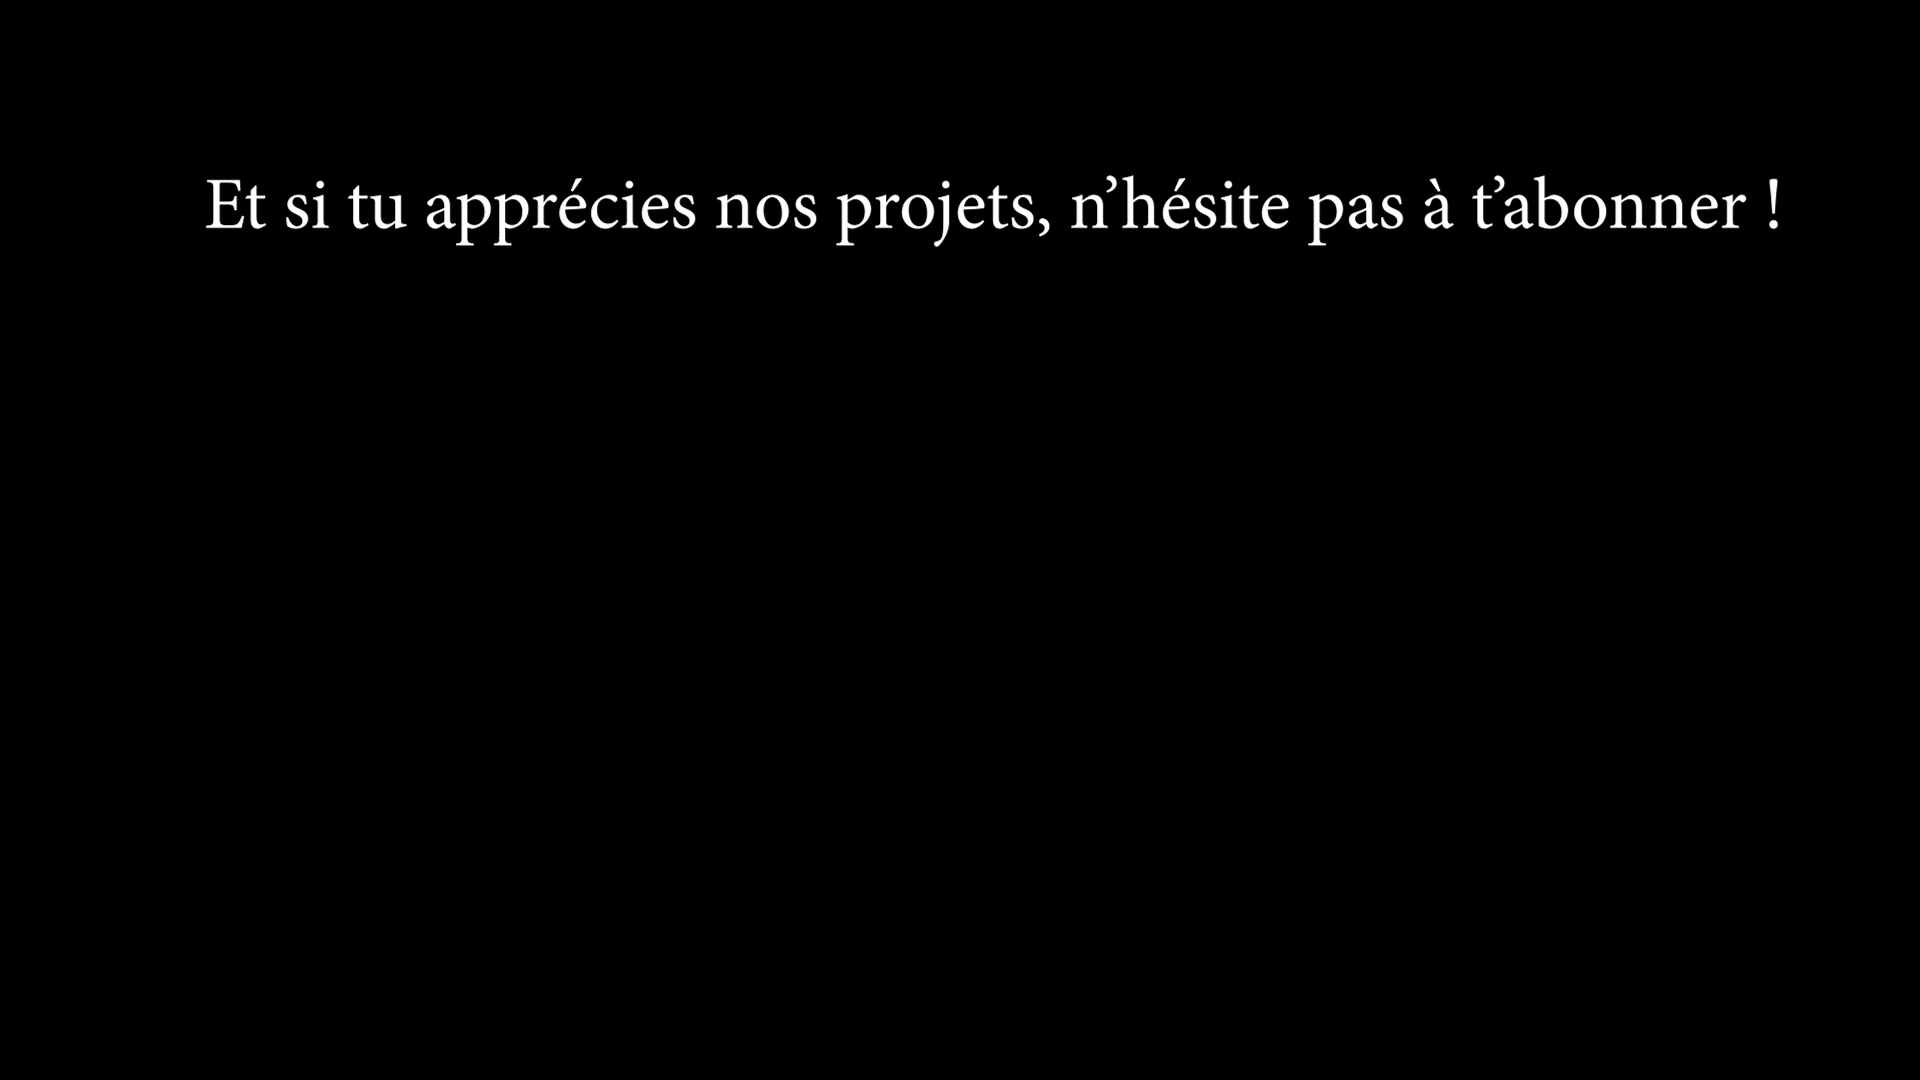 Et si tu apprécies nos projets, n’hésite pas à t’abonner !